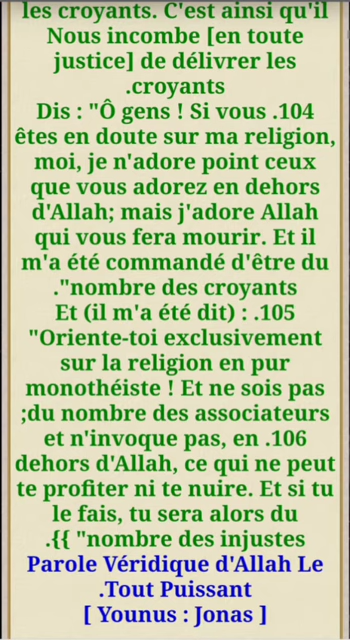 les croyants. C'est ainsi qu'il
Nous incombe [en toute
justice] de délivrer les
.croyants
Dis : "Ô gens ! Si vous .104
êtes en doute sur ma religion,
moi, je n'adore point ceux
que vous adorez en dehors
d'Allah; mais j'adore Allah
qui vous fera mourir. Et il
m'a été commandé d'être du
."nombre des croyants
Et (il m'a été dit) : .105
"Oriente-toi exclusivement
sur la religion en pur
monothéiste ! Et ne sois pas
;du nombre des associateurs
et n'invoque pas, en .106
dehors d'Allah, ce qui ne peut
te profiter ni te nuire. Et si tu
le fais, tu sera alors du
.{{ "nombre des injustes
Parole Véridique d'Allah Le
.Tout Puissant
[ Younus : Jonas ]